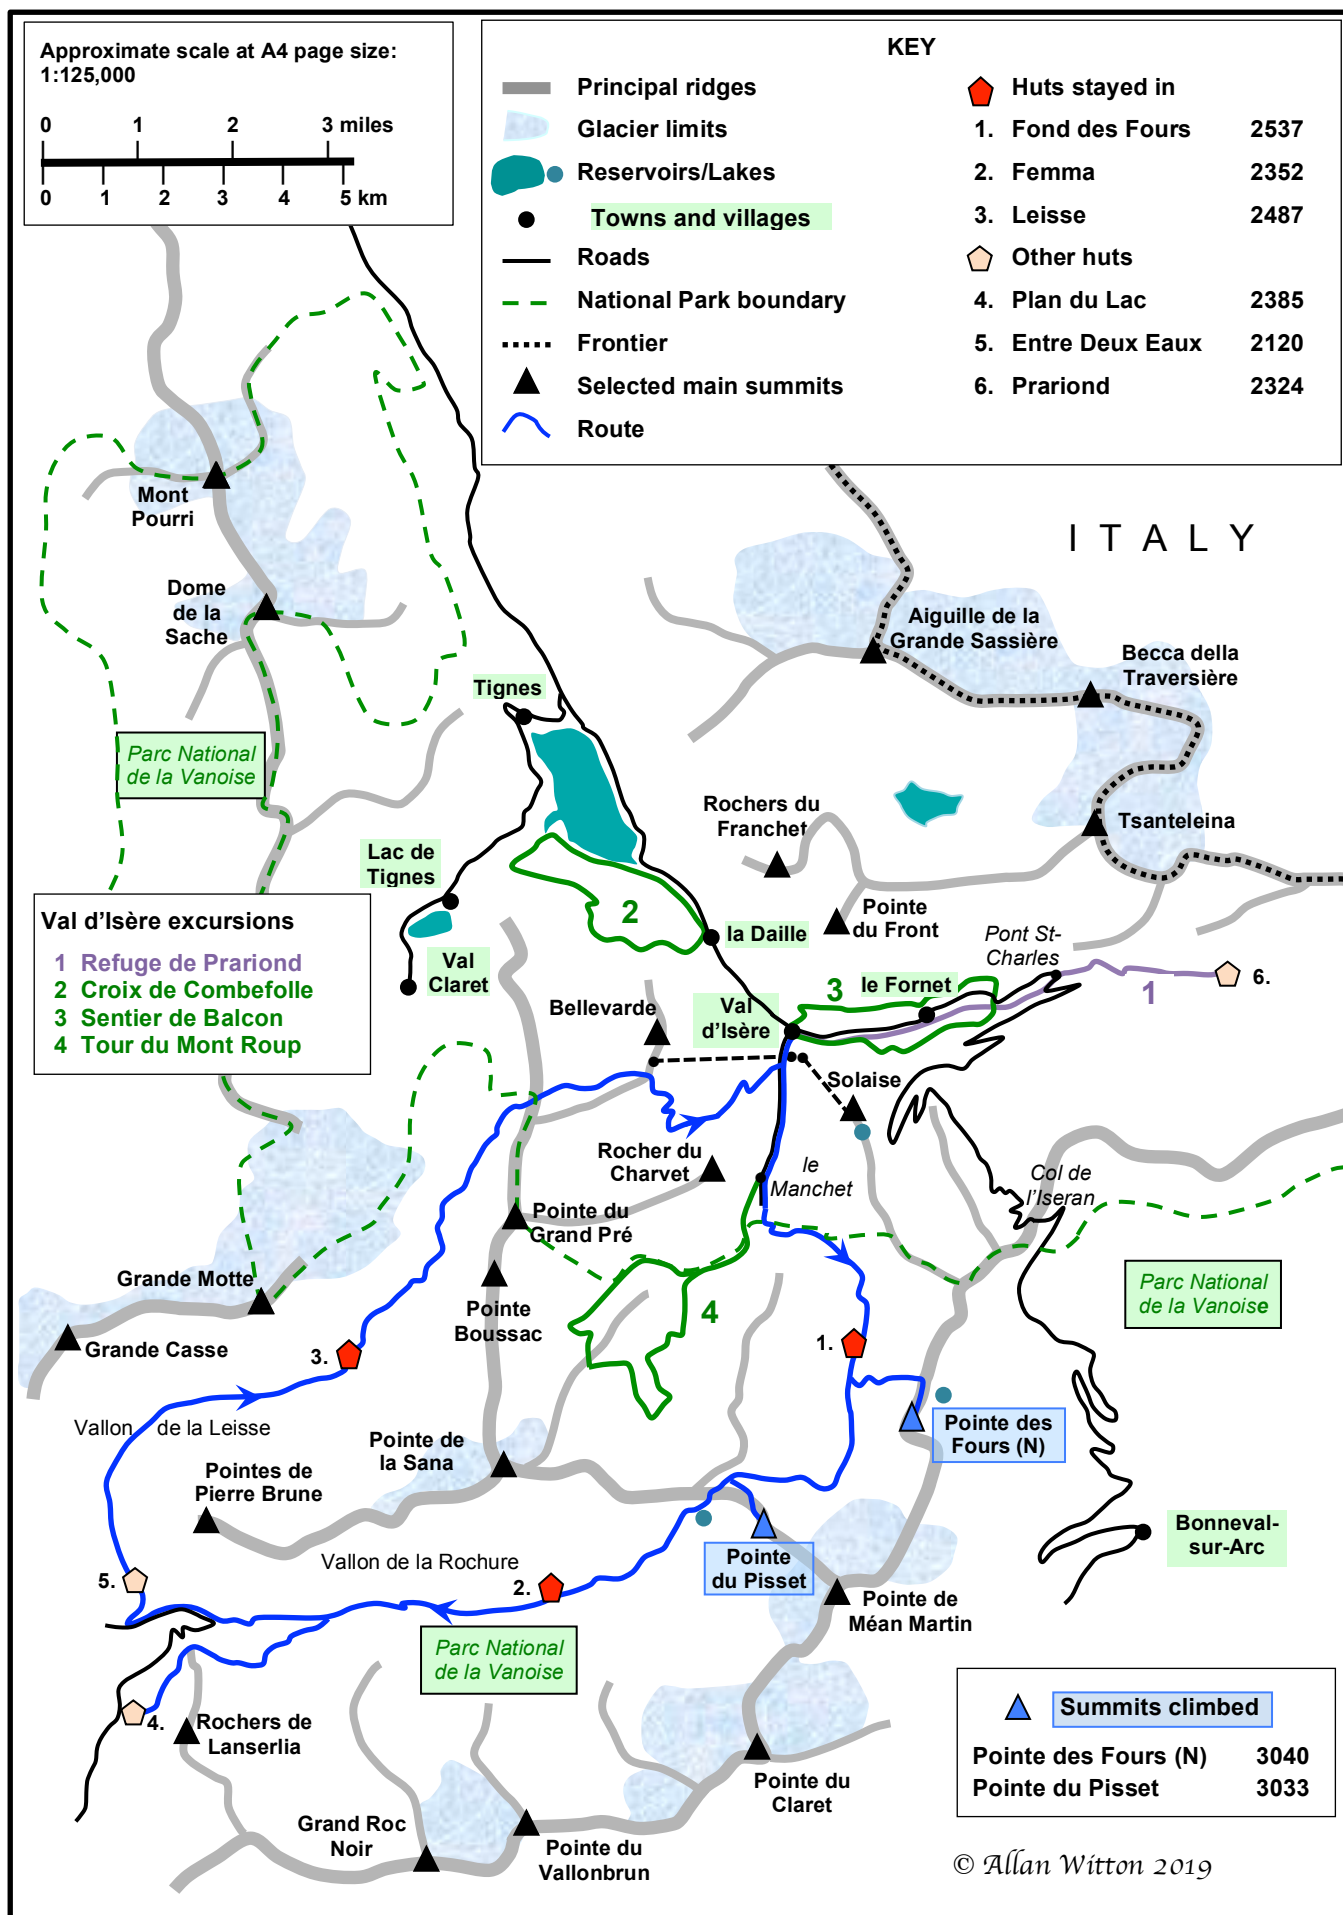 Approximate scale at A4 page size:
1:125,000
0 1 2 3 miles
0 1 2 3 4 5 km
KEY
Principal ridges
Glacier limits
Reservoirs/Lakes
Towns and villages
Roads
National Park boundary
Frontier
Selected main summits
Route
Huts stayed in
1. Fond des Fours 2537
2. Femma 2352
3. Leisse 2487
Other huts
4. Plan du Lac 2385
5. Entre Deux Eaux 2120
6. Prariond 2324
ITALY
Mont
Pourri
Dome
de la
Sache
Aiguille de la
Grande Sassière
Becca della
Traversière
Tignes
Parc National
de la Vanoise
Rochers du
Franchet
Tsanteleina
Lac de
Tignes
Val d'Isère excursions
1 Refuge de Prariond
2 Croix de Combefolle
3 Sentier de Balcon
4 Tour du Mont Roup
2
la Daille
Pointe
du Front
Pont St-
Charles
Val
Claret
3
le Fornet
1
6.
Bellevarde
Val
d'Isère
Solaise
Rocher du
Charvet
le
Manchet
Col de
l'Iseran
Pointe du
Grand Pré
Grande Motte
Parc National
de la Vanoise
Pointe
Boussac
4
Grande Casse
3.
1.
Vallon de la Leisse
Pointe des
Fours (N)
Pointe de
la Sana
Pointes de
Pierre Brune
Bonneval-
sur-Arc
Vallon de la Rochure
Pointe
du Pisset
5.
2.
Pointe de
Méan Martin
Parc National
de la Vanoise
4.
Rochers de
Lanserlia
Summits climbed
Pointe des Fours (N) 3040
Pointe du Pisset 3033
Pointe du
Claret
Grand Roc
Noir
Pointe du
Vallonbrun
© Allan Witton 2019